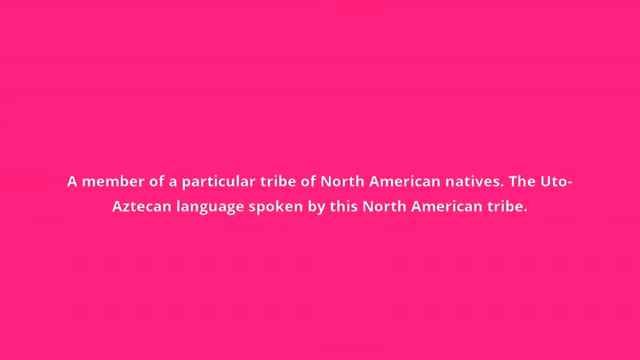 A member of a particular tribe of North American natives. The Uto-
Aztecan language spoken by this North American tribe.